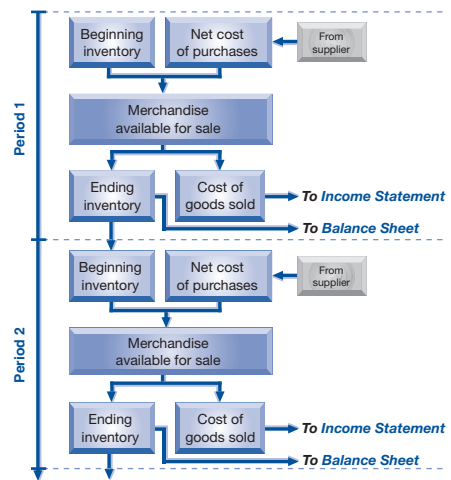 Period 1
Beginning
inventory
Net cost
of purchases
From
supplier
Merchandise
available for sale
Ending
inventory
Cost of
goods sold
To Income Statement
To Balance Sheet
Period 2
Beginning
inventory
Net cost
of purchases
From
supplier
Merchandise
available for sale
Ending
inventory
Cost of
goods sold
To Income Statement
To Balance Sheet